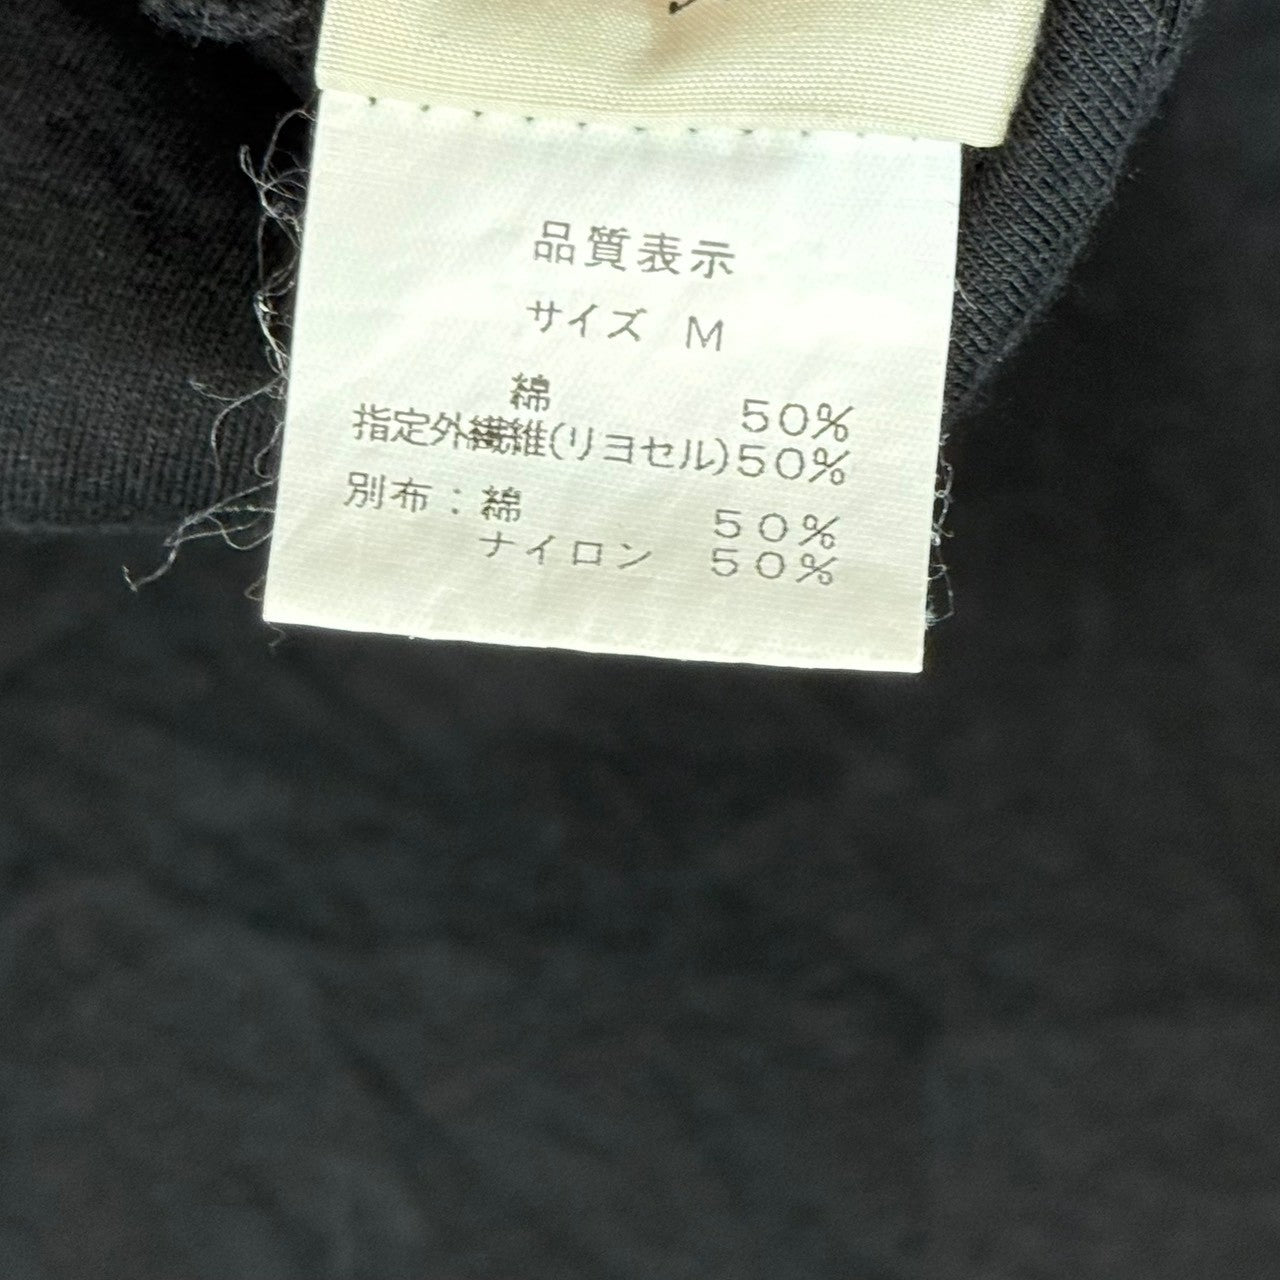 品質表示
サイズ M
綿 50%
指定外繊維(リヨセル)50%
別布：綿 50%
ナイロン 50%